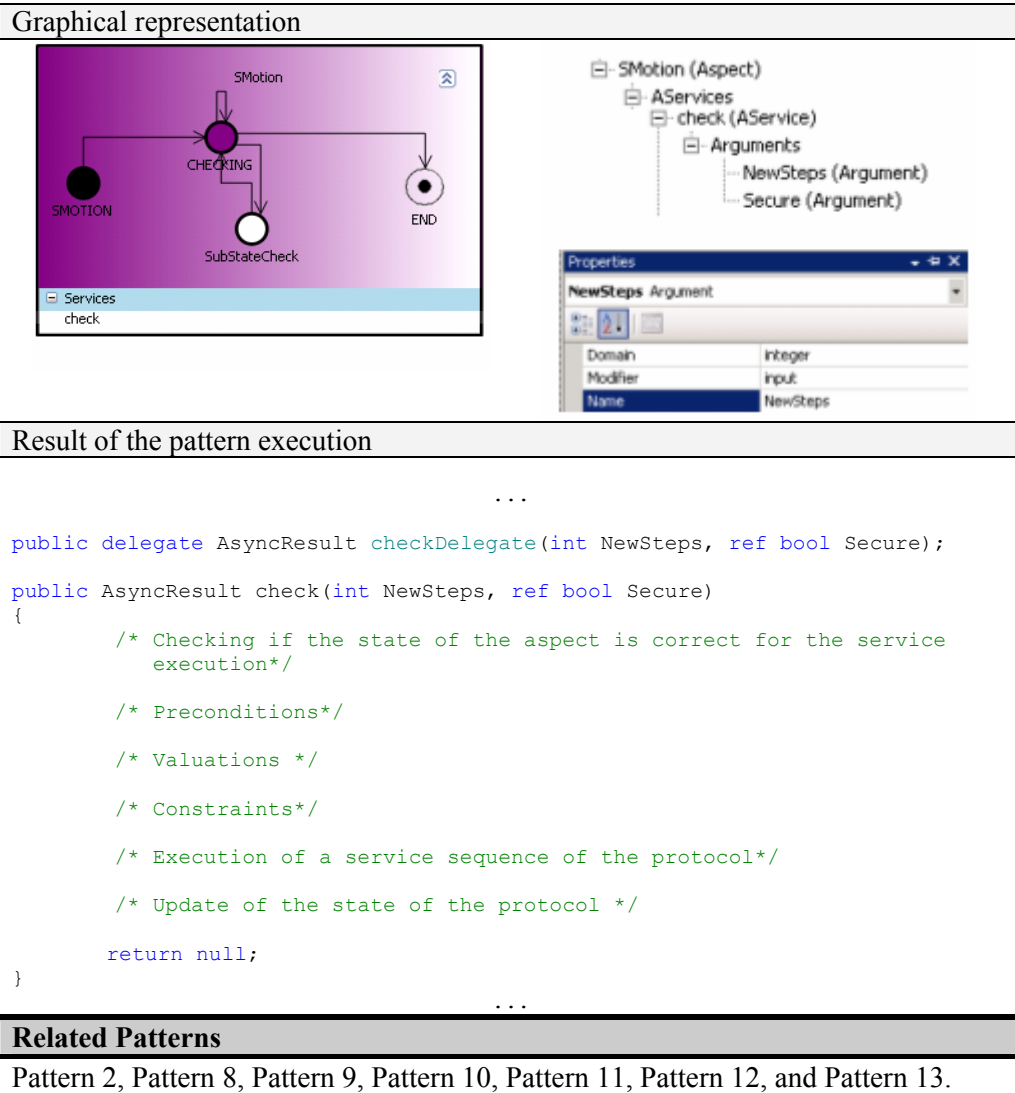 Graphical representation
SMotion
CHECKING
SMOTION
END
SubStateCheck
Services
check
SMotion (Aspect)
AServices
check (AService)
Arguments
NewSteps (Argument)
Secure (Argument)
Properties
NewSteps Argument
Domain integer
Modifier input
Name NewSteps
Result of the pattern execution
...
public delegate AsyncResult checkDelegate(int NewSteps, ref bool Secure);
public AsyncResult check(int NewSteps, ref bool Secure)
{
/* Checking if the state of the aspect is correct for the service
execution*/
/* Preconditions*/
/* Valuations */
/* Constraints*/
/* Execution of a service sequence of the protocol*/
/* Update of the state of the protocol */
return null;
}
...
Related Patterns
Pattern 2, Pattern 8, Pattern 9, Pattern 10, Pattern 11, Pattern 12, and Pattern 13.